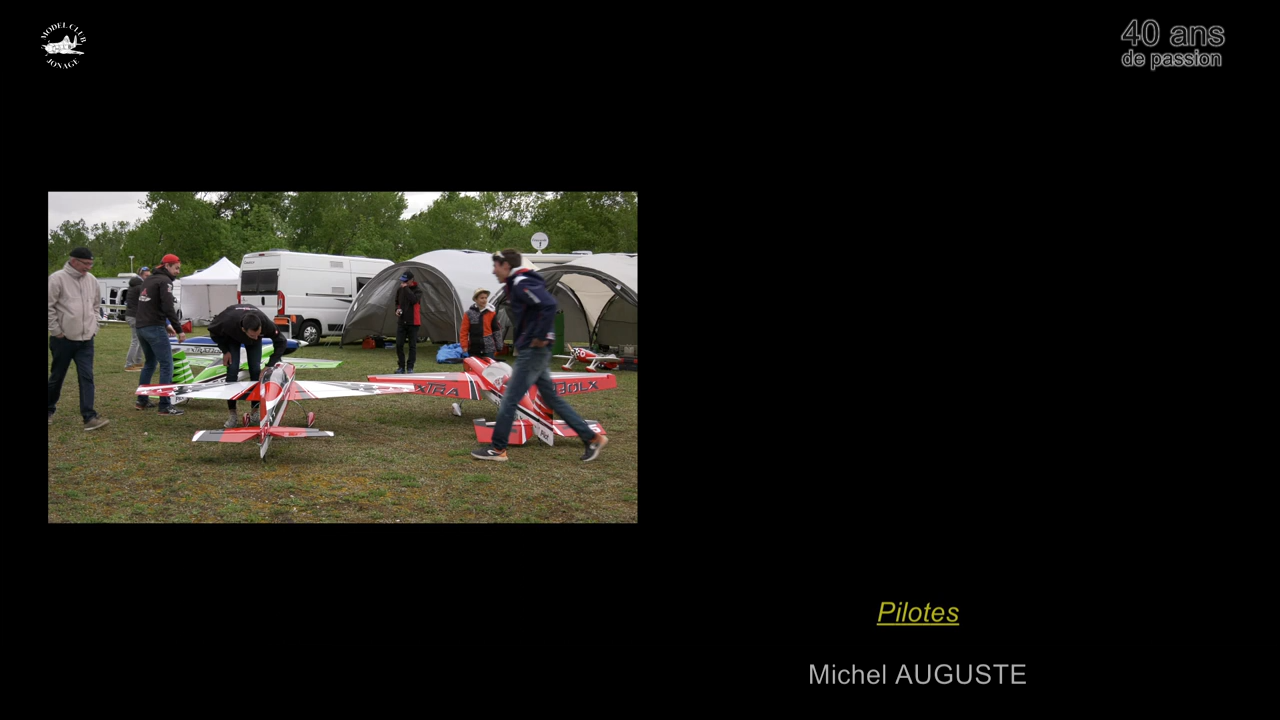 MODEL CLUB
JONAGE
40 ans
de passion
Pilotes
Michel AUGUSTE